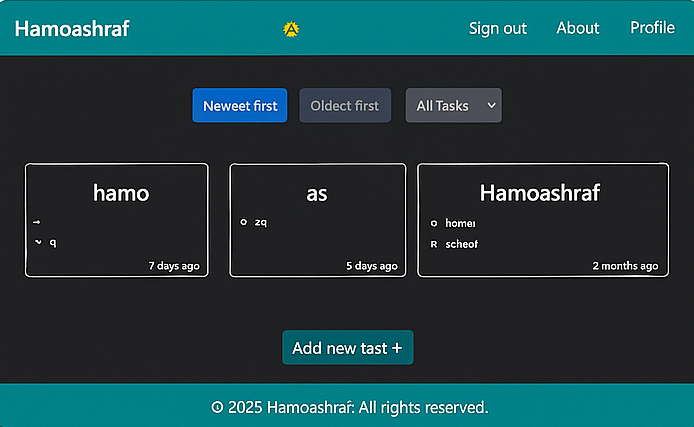 Hamoashraf
A
Sign out About Profile
Neweet first
Oldect first
All Tasks
hamo
→
q
7 days ago
as
O zq
5 days ago
Hamoashraf
O homeı
R scheof
2 months ago
Add new tast +
2025 Hamoashraf: All rights reserved.